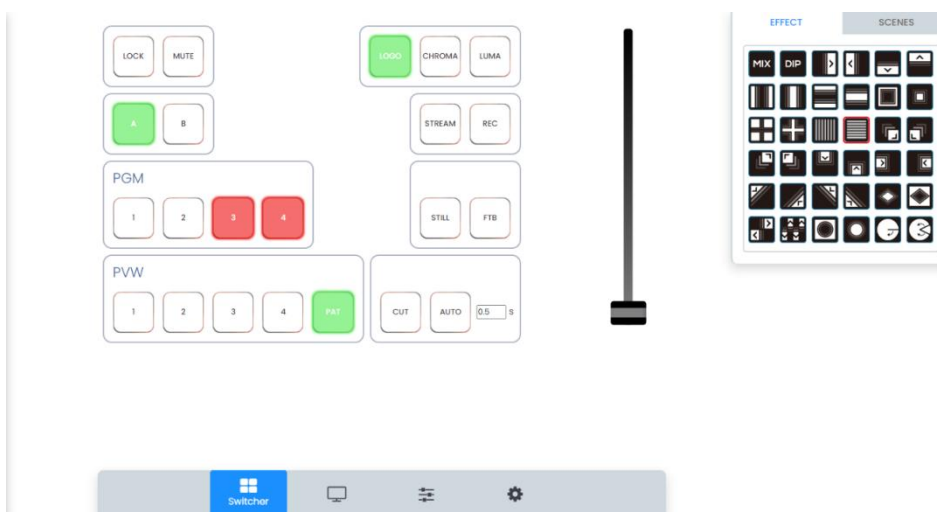 EFFECT SCENES
LOCK MUTE
LOGO CHROMA LUMA
MIX DIP
A B
STREAM REC
PGM
1 2 3 4
STILL FTB
PVW
1 2 3 4 PAT
CUT AUTO 0.5 S
Switcher